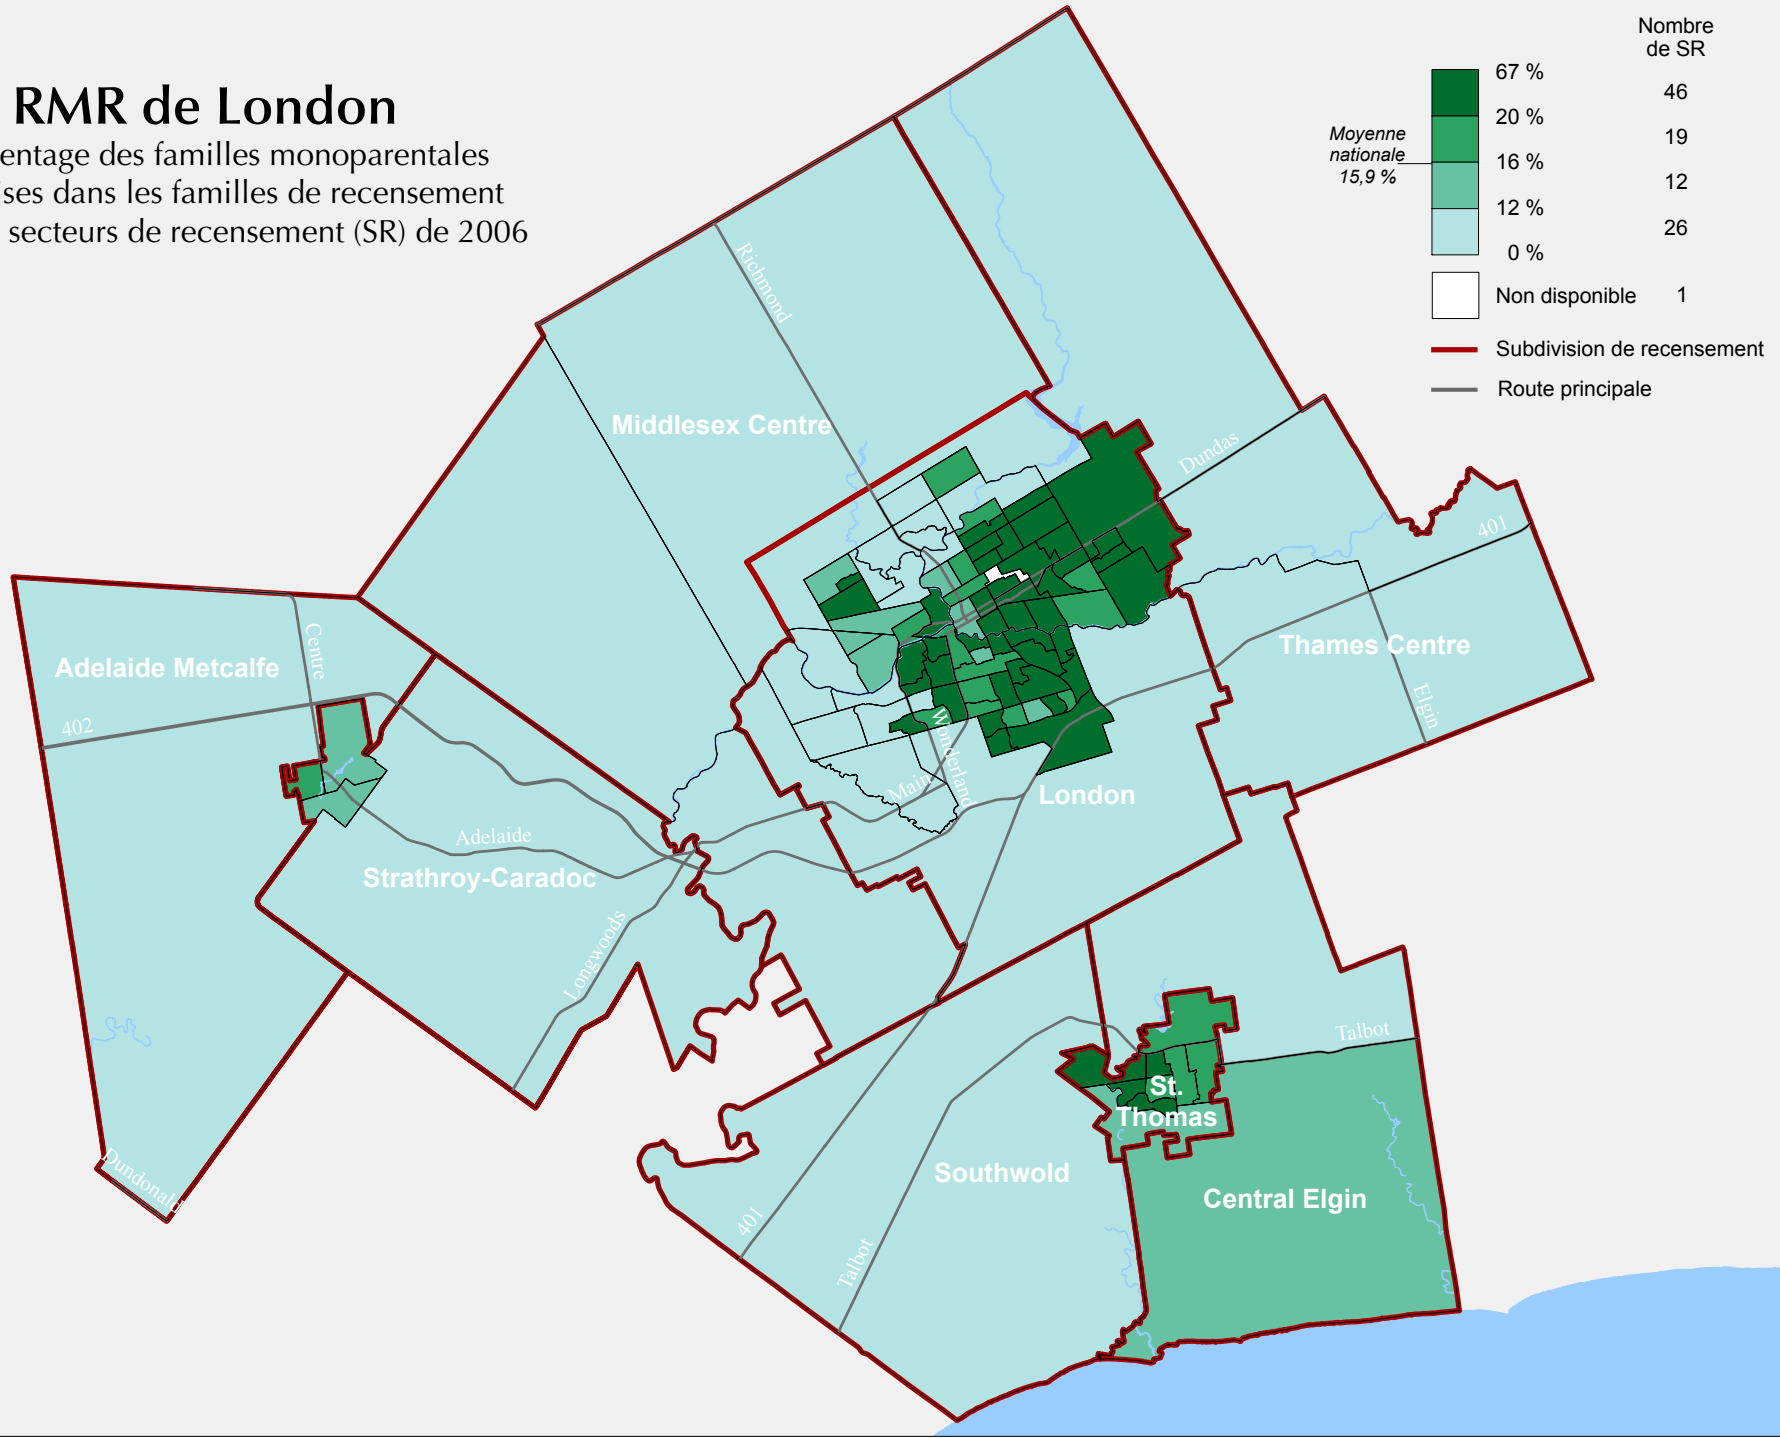 RMR de London
entage des familles monoparentales
ises dans les familles de recensement
secteurs de recensement (SR) de 2006
Nombre
de SR
67 %
46
20 %
Moyenne
nationale
15,9 %
19
16 %
12
12 %
26
0 %
Non disponible
1
Subdivision de recensement
Route principale
Richmond
Middlesex Centre
Dundas
401
Thames Centre
Elgin
Adelaide Metcalfe
Centre
402
Wonderland
Main
London
Adelaide
Strathroy-Caradoc
Longwoods
Talbot
St.
Thomas
Dundonald
Southwold
Central Elgin
401
Talbot